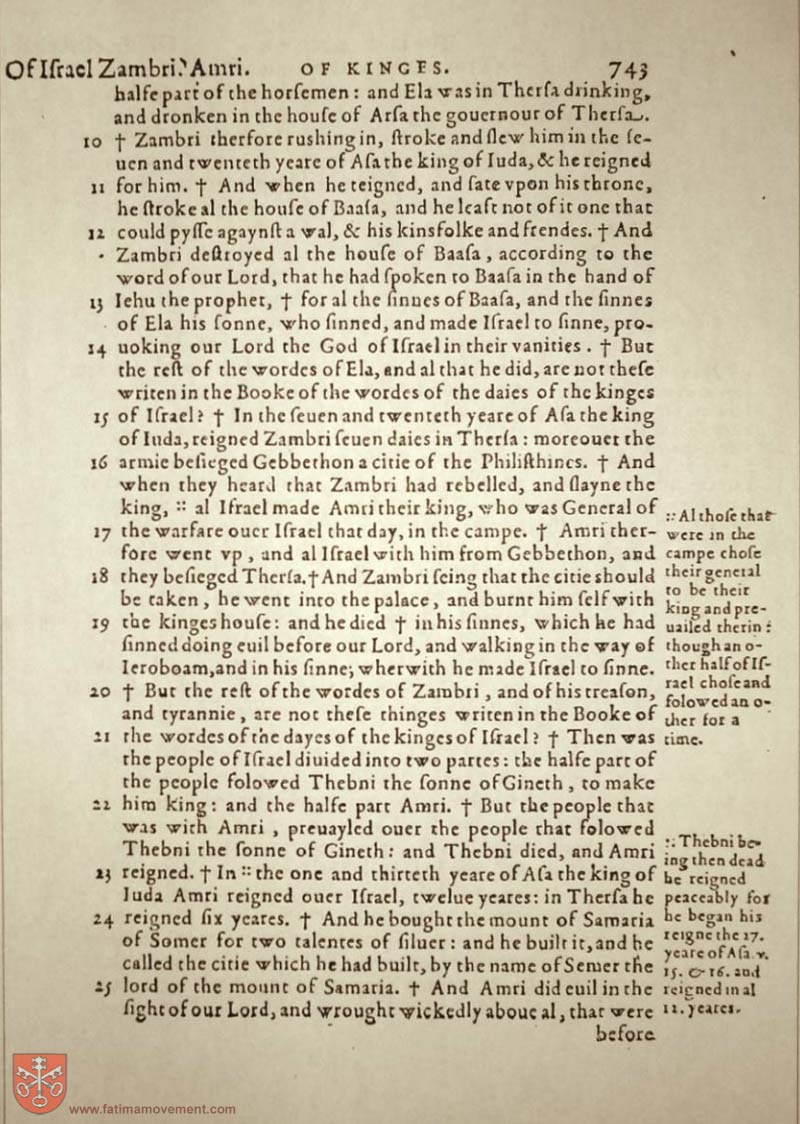 Of Iſrael Zambri. Amri. OF KINGES. 743
halfe part of the horſemen: and Ela was in Therſa drinking,
and dronken in the houſe of Arſa the gouernour of Therſa.
10 † Zambri therfore ruſhing in, ſtroke and ſlew him in the ſe-
uen and twenteth yeare of Aſa the king of Iuda, & he reigned
11 for him. † And when he reigned, and ſate vpon his throne,
he ſtroke al the houſe of Baaſa, and he leaft not of it one that
12 could pyſſe agaynſt a wal, & his kinsfolke and frendes. † And
Zambri deſtroyed al the houſe of Baaſa, according to the
word of our Lord, that he had ſpoken to Baaſa in the hand of
13 Iehu the prophet, † for al the ſinnes of Baaſa, and the ſinnes
of Ela his ſonne, who ſinned, and made Iſrael to ſinne, pro-
14 uoking our Lord the God of Iſrael in their vanities. † But
the reſt of the wordes of Ela, and al that he did, are not theſe
writen in the Booke of the wordes of the daies of the kinges
15 of Iſrael? † In the ſeuen and twenteth yeare of Aſa the king
of Iuda, reigned Zambri ſeuen daies in Therſa: moreouer the
16 armie beſieged Gebbethon a citie of the Philiſthines. † And
when they heard that Zambri had rebelled, and ſlayne the
king, :: al Iſrael made Amri their king, who was General of
17 the warfare ouer Iſrael that day, in the campe. † Amri ther-
fore went vp, and al Iſrael with him from Gebbethon, and
18 they beſieged Therſa. † And Zambri ſeing that the citie should
be taken, he went into the palace, and burnt him ſelf with
19 the kinges houſe: and he died † in his ſinnes, which he had
ſinned doing euil before our Lord, and walking in the way of
Ieroboam, and in his ſinne, wherwith he made Iſrael to ſinne.
20 † But the reſt of the wordes of Zambri, and of his treaſon,
and tyrannie, are not theſe thinges writen in the Booke of
21 the wordes of the dayes of the kinges of Iſrael? † Then was
the people of Iſrael diuided into two partes: the halfe part of
the people folowed Thebni the ſonne of Gineth, to make
22 him king: and the halfe part Amri. † But the people that
was with Amri, preuayled ouer the people that folowed
Thebni the ſonne of Gineth: and Thebni died, and Amri
23 reigned. † In :: the one and thirteth yeare of Aſa the king of
Iuda Amri reigned ouer Iſrael, twelue yeares: in Therſa he
24 reigned ſix yeares. † And he bought the mount of Samaria
of Somer for two talentes of ſiluer: and he built it, and he
called the citie which he had built, by the name of Semer the
25 lord of the mount of Samaria. † And Amri did euil in the
ſight of our Lord, and wrought wickedly aboue al, that were
before
:: Al thoſe that
were in the
campe choſe
their general
to be their
king and pre-
uailed therin:
though an o-
ther half of Iſ-
rael choſe and
folowed an o-
ther for a
time.
:: Thebni be-
ing then dead
he reigned
peaceably for
he began his
reigne the 27.
yeare of Aſa. v.
15. & 16. and
reigned in al
12. yeares.
www.fatimamovement.com